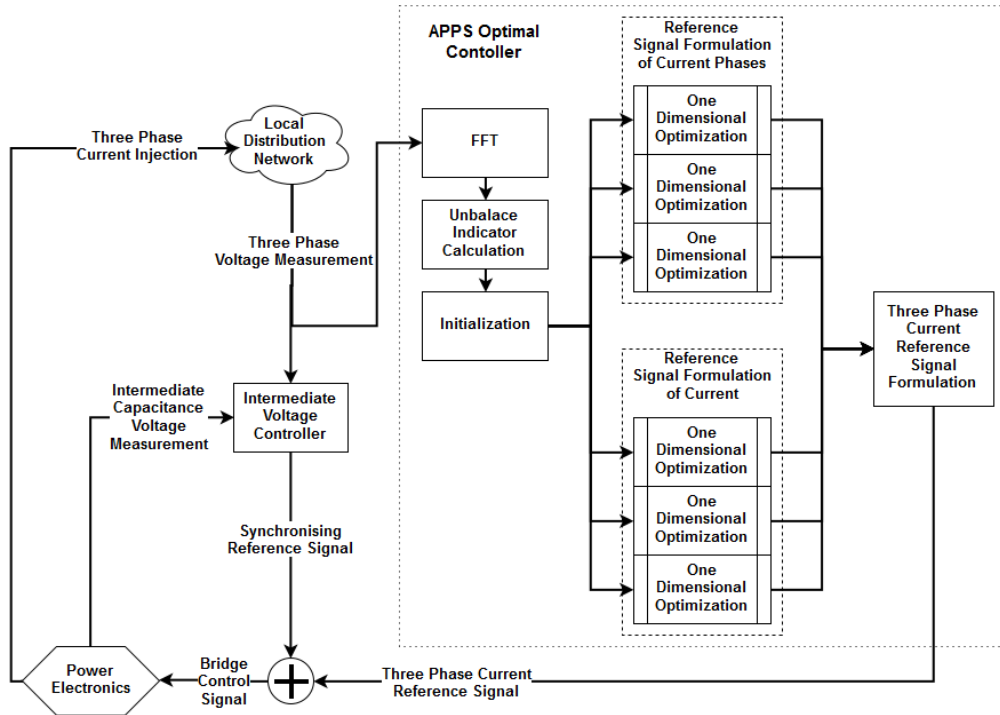 APPS Optimal
Contoller
Reference
Signal Formulation
of Current Phases
One
Dimensional
Optimization
One
Dimensional
Optimization
One
Dimensional
Optimization
FFT
Unbalace
Indicator
Calculation
Initialization
Three Phase
Current Injection
Local
Distribution
Network
Three Phase
Voltage Measurement
Intermediate
Capacitance
Voltage
Measurement
Intermediate
Voltage
Controller
Reference
Signal Formulation
of Current
One
Dimensional
Optimization
One
Dimensional
Optimization
One
Dimensional
Optimization
Three Phase
Current
Reference
Signal
Formulation
Synchronising
Reference Signal
Power
Electronics
Bridge
Control
Signal
Three Phase Current
Reference Signal